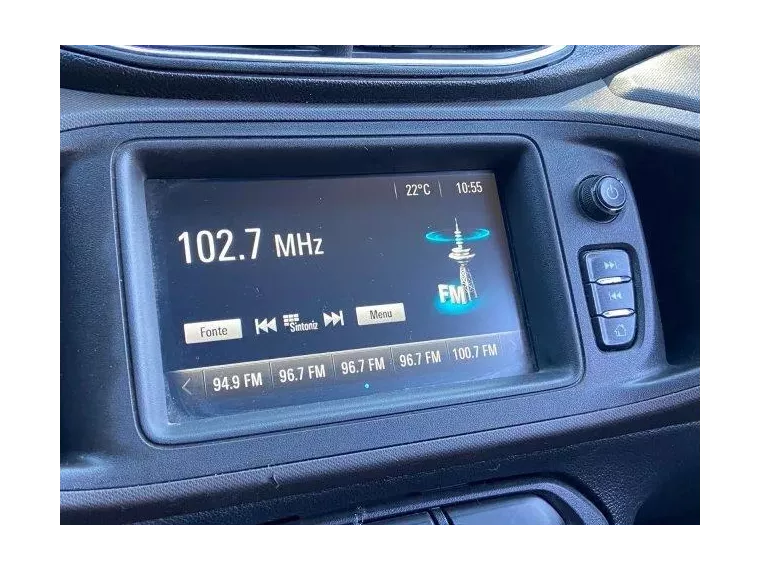 22°C 10:55
102.7 MHz
FM
Fonte Sintoniz Menu
94.9 FM 96.7 FM 96.7 FM 96.7 FM 100.7 FM